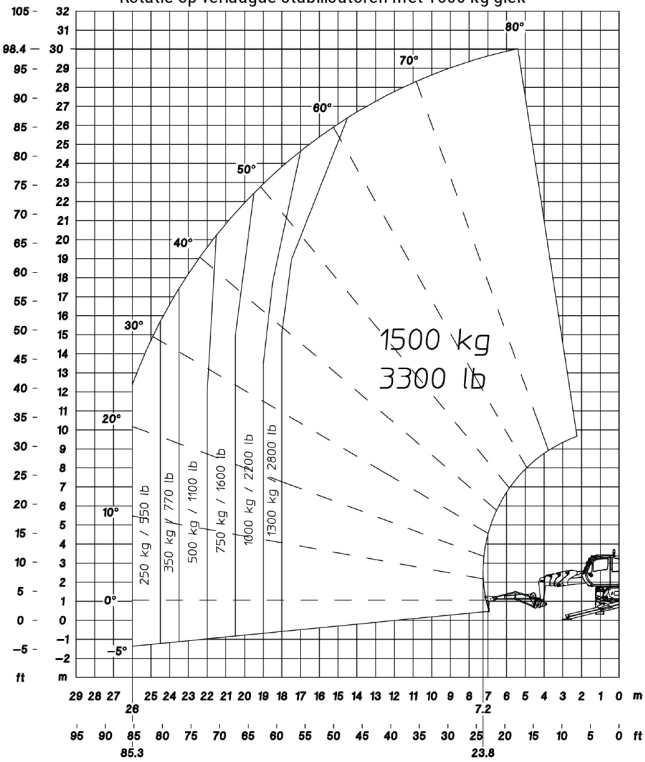 Rotatie op verlaagde stabilisatoren met kg giek
105 - 32
31
98.4 - 30
95 - 29
28
90 - 27
26
85 - 25
80 - 24
23
75 - 22
70 - 21
20
65 - 19
18
60 - 17
55 - 16
50 - 15
14
45 - 13
40 - 12
11
35 - 10
30 - 9
8
25 - 7
6
20 - 5
15 - 4
3
10 - 2
5 - 1
0 - 0
-1
-5 - -2
ft m
80°
70°
60°
50°
40°
30°
20°
10°
0°
-5°
1500 kg
3300 lb
250 kg / 550 lb
350 kg / 770 lb
500 kg / 1100 lb
750 kg / 1600 lb
1000 kg / 2200 lb
1300 kg / 2800 lb
29 28 27 25 24 23 22 21 20 19 18 17 16 15 14 13 12 11 10 9 8 7 6 5 4 3 2 1 0 m
26 7.2
95 90 85 80 75 70 65 60 55 50 45 40 35 30 25 20 15 10 5 0 ft
85.3 23.8